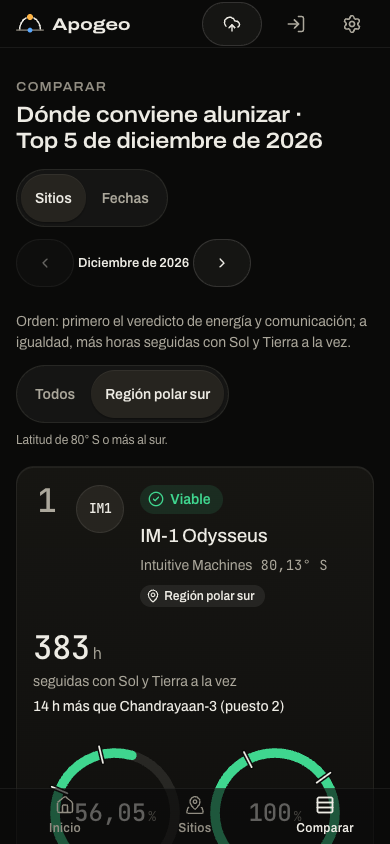 Apogeo
COMPARAR
Dónde conviene alunizar ·
Top 5 de diciembre de 2026
Sitios
Fechas
Diciembre de 2026
Orden: primero el veredicto de energía y comunicación; a
igualdad, más horas seguidas con Sol y Tierra a la vez.
Todos
Región polar sur
Latitud de 80° S o más al sur.
1
IM1
Viable
IM-1 Odysseus
Intuitive Machines 80,13° S
Región polar sur
383 h
seguidas con Sol y Tierra a la vez
14 h más que Chandrayaan-3 (puesto 2)
56,05%
100%
Inicio
Sitios
Comparar